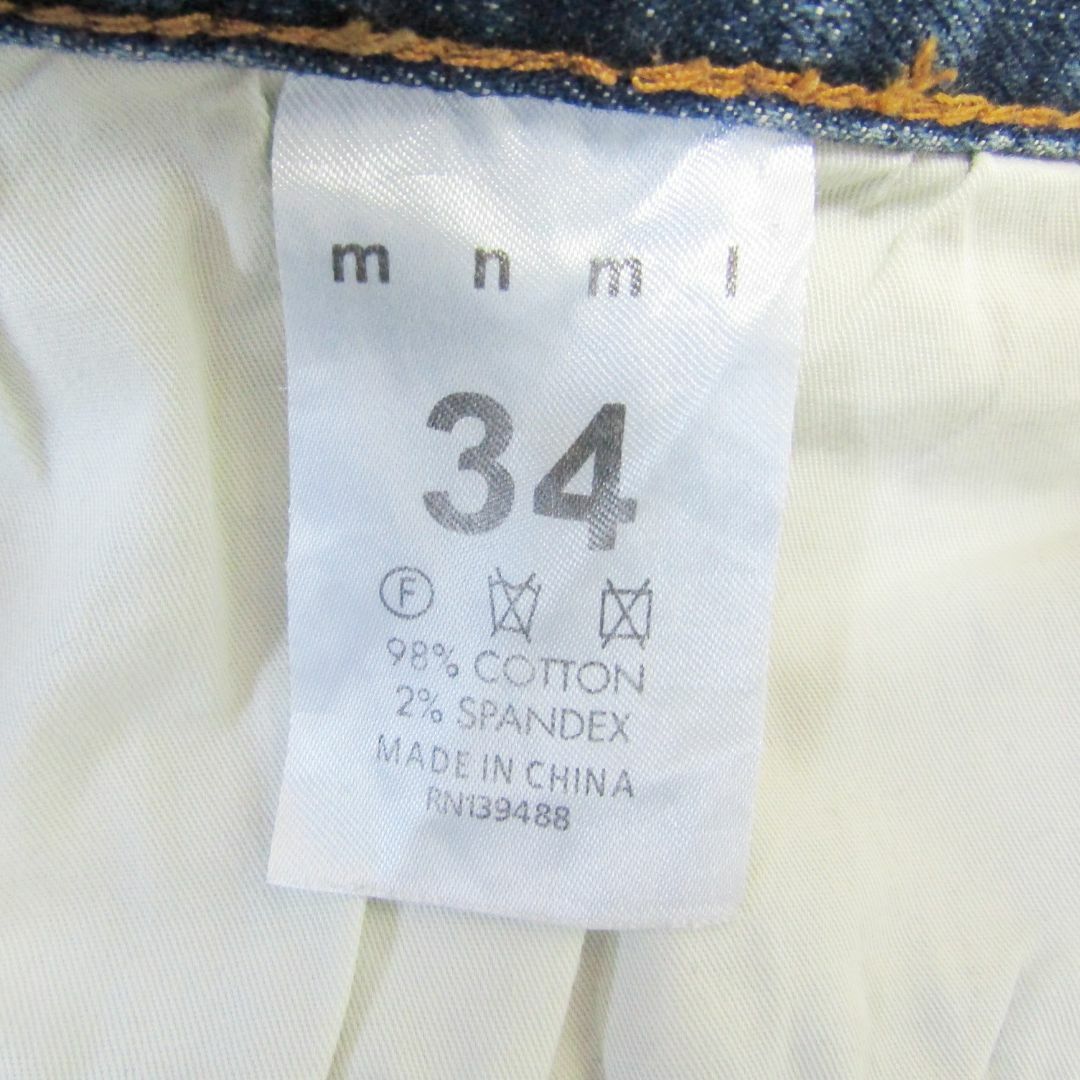 m n m l
34
F
98% COTTON
2% SPANDEX
MADE IN CHINA
RN139488